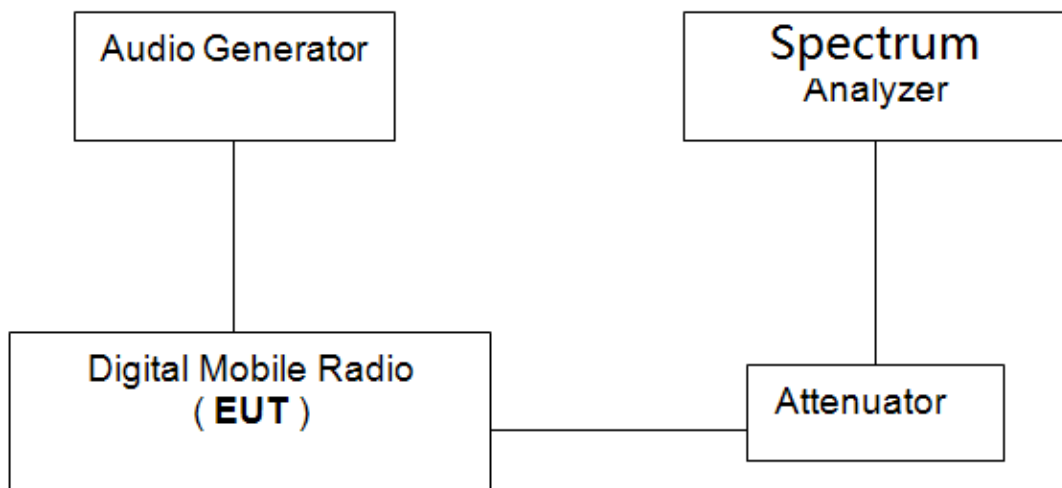 Audio Generator
Spectrum
Analyzer
Digital Mobile Radio
( EUT )
Attenuator